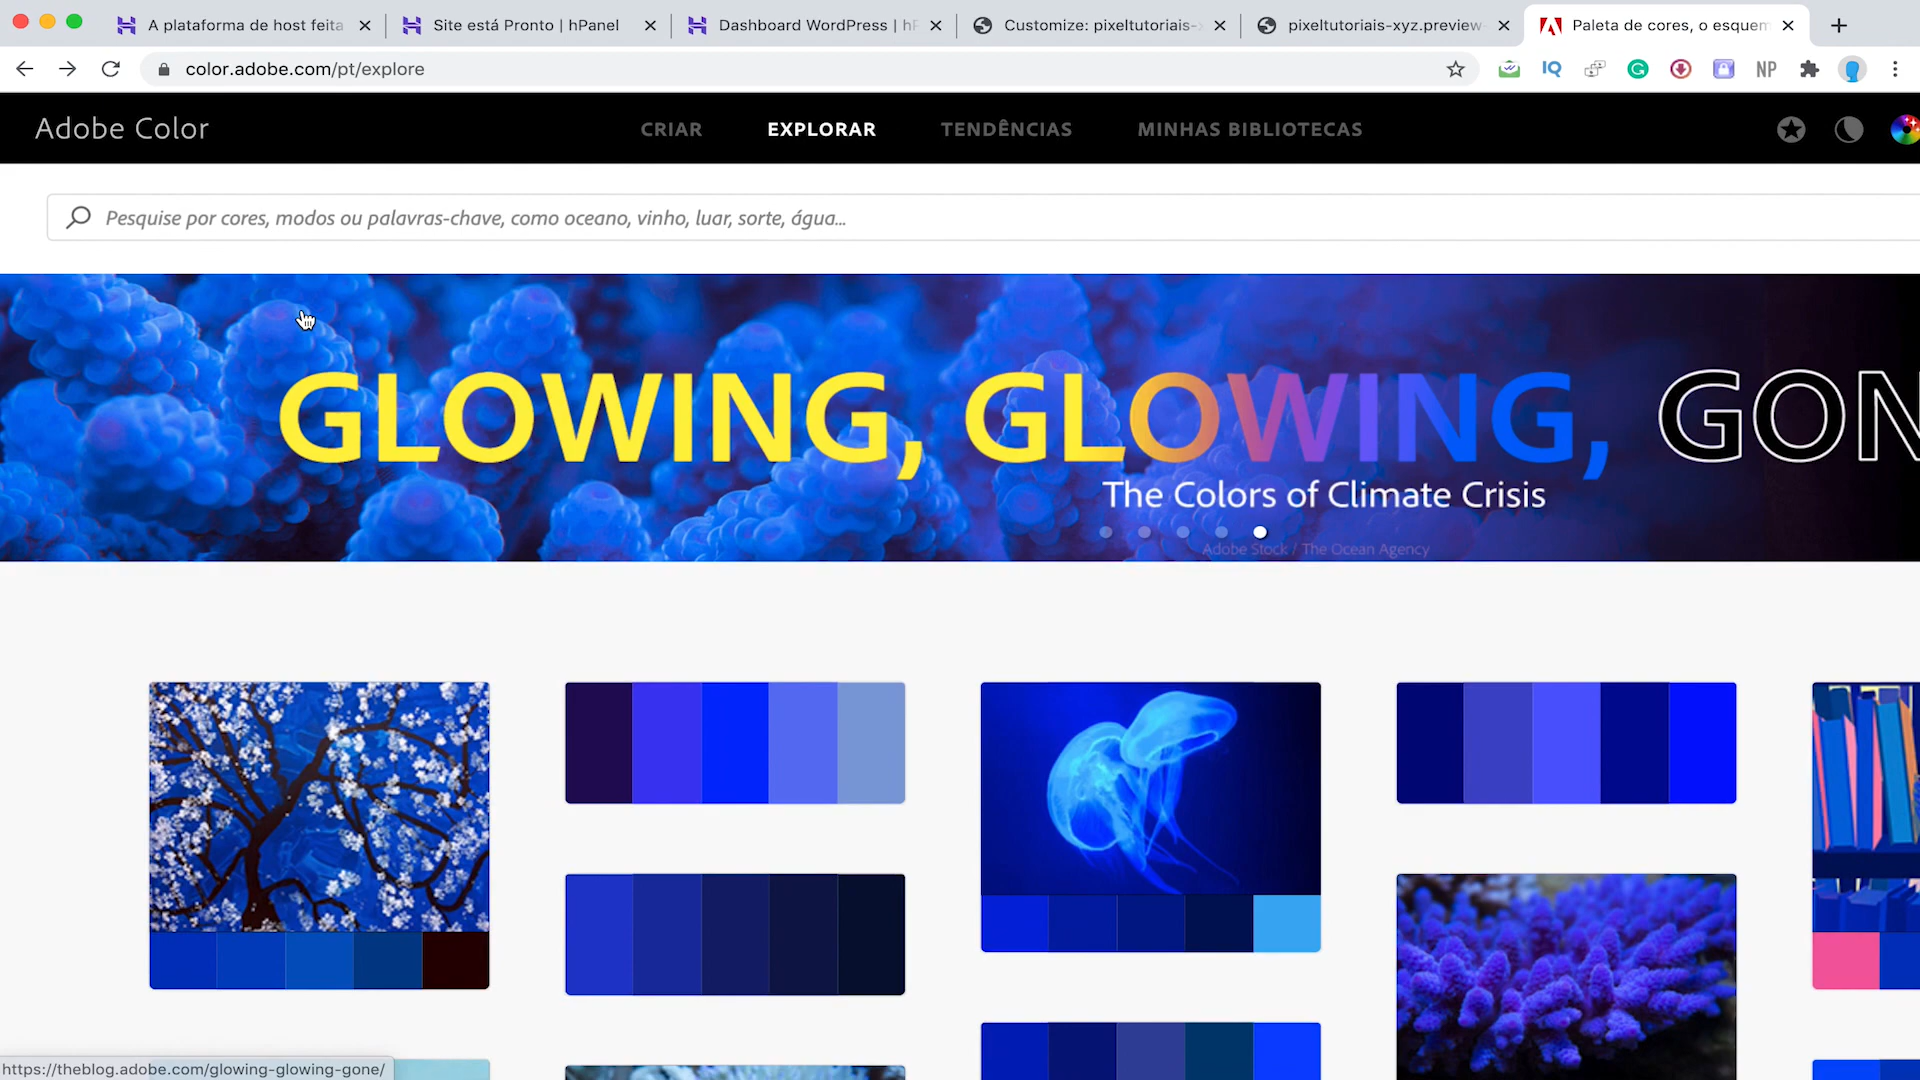 A plataforma de host feita
Site está Pronto | hPanel
Dashboard WordPress | hP
Customize: pixeltutoriais-x
pixeltutoriais-xyz.preview-
Paleta de cores, o esquem
color.adobe.com/pt/explore
IQ
NP
Adobe Color
CRIAR
EXPLORAR
TENDÊNCIAS
MINHAS BIBLIOTECAS
Pesquise por cores, modos ou palavras-chave, como oceano, vinho, luar, sorte, água...
GLOWING, GLOWING, GON
The Colors of Climate Crisis
Adobe Stock / The Ocean Agency
https://theblog.adobe.com/glowing-glowing-gone/